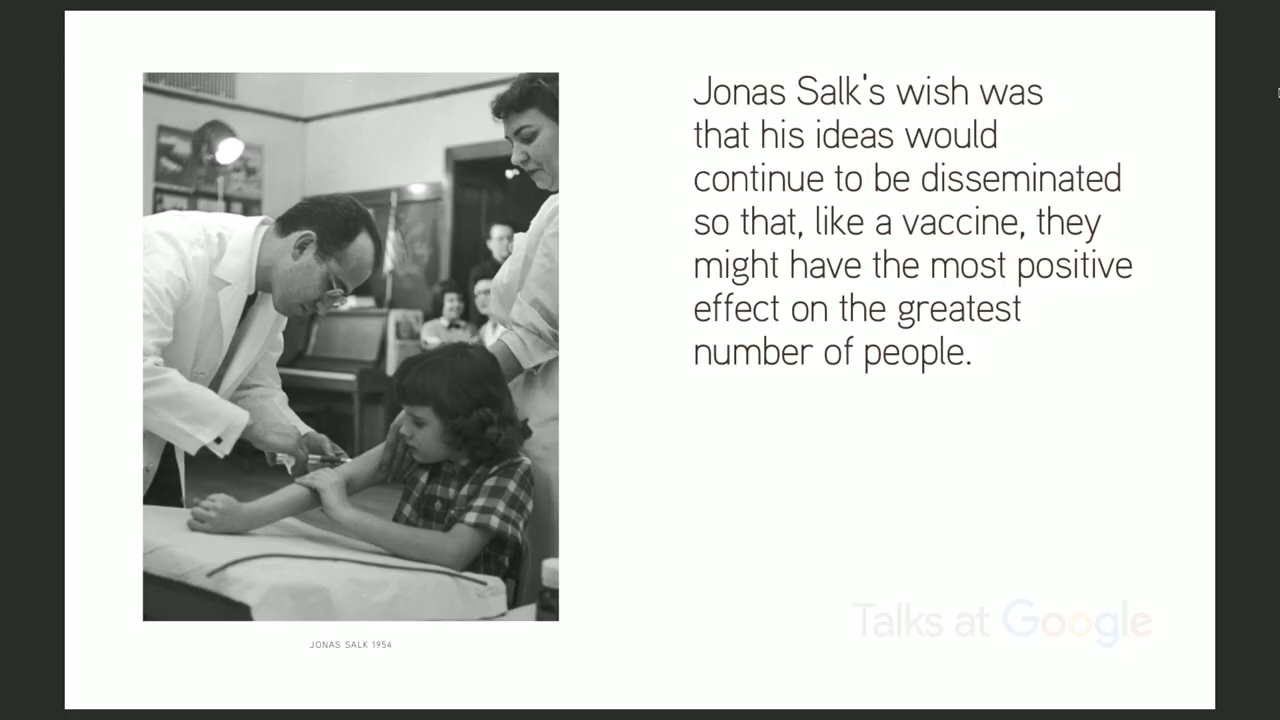 Jonas Salk's wish was
that his ideas would
continue to be disseminated
so that, like a vaccine, they
might have the most positive
effect on the greatest
number of people.
JONAS SALK 1954
Talks at Google